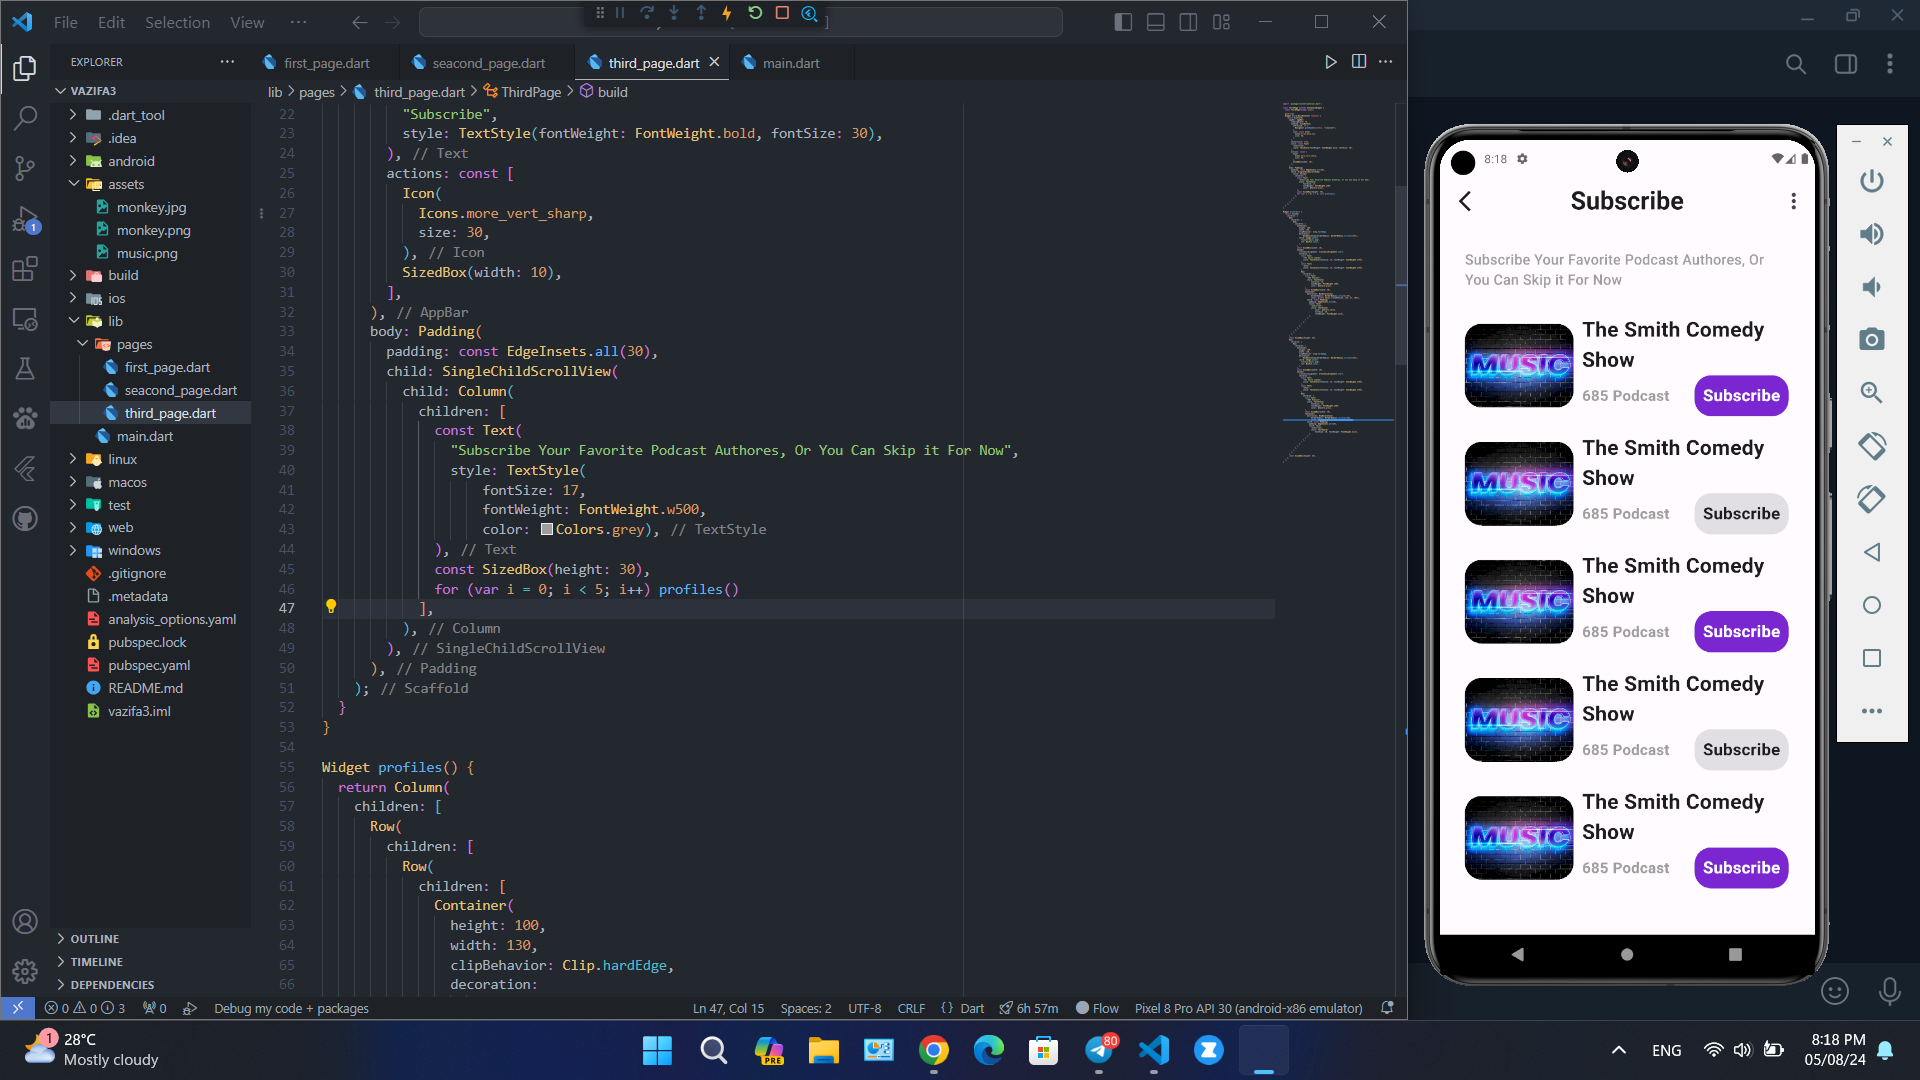 File Edit Selection View ···
EXPLORER ···
first_page.dart seacond_page.dart third_page.dart main.dart
VAZIFA3
lib > pages > third_page.dart > ThirdPage > build
.dart_tool
.idea
android
assets
monkey.jpg
monkey.png
music.png
build
ios
lib
pages
first_page.dart
seacond_page.dart
third_page.dart
main.dart
linux
macos
test
web
windows
.gitignore
.metadata
analysis_options.yaml
pubspec.lock
pubspec.yaml
README.md
vazifa3.iml
OUTLINE
TIMELINE
DEPENDENCIES
1
22 "Subscribe",
23 style: TextStyle(fontWeight: FontWeight.bold, fontSize: 30),
24 ), // Text
25 actions: const [
26 Icon(
27 Icons.more_vert_sharp,
28 size: 30,
29 ), // Icon
30 SizedBox(width: 10),
31 ],
32 ), // AppBar
33 body: Padding(
34 padding: const EdgeInsets.all(30),
35 child: SingleChildScrollView(
36 child: Column(
37 children: [
38 const Text(
39 "Subscribe Your Favorite Podcast Authores, Or You Can Skip it For Now",
40 style: TextStyle(
41 fontSize: 17,
42 fontWeight: FontWeight.w500,
43 color: Colors.grey), // TextStyle
44 ), // Text
45 const SizedBox(height: 30),
46 for (var i = 0; i < 5; i++) profiles()
47 ],
48 ), // Column
49 ), // SingleChildScrollView
50 ), // Padding
51 ); // Scaffold
52 }
53 }
54
55 Widget profiles() {
56 return Column(
57 children: [
58 Row(
59 children: [
60 Row(
61 children: [
62 Container(
63 height: 100,
64 width: 130,
65 clipBehavior: Clip.hardEdge,
66 decoration:
8:18
Subscribe
Subscribe Your Favorite Podcast Authores, Or
You Can Skip it For Now
MUSIC
The Smith Comedy
Show
685 Podcast Subscribe
MUSIC
The Smith Comedy
Show
685 Podcast Subscribe
MUSIC
The Smith Comedy
Show
685 Podcast Subscribe
MUSIC
The Smith Comedy
Show
685 Podcast Subscribe
MUSIC
The Smith Comedy
Show
685 Podcast Subscribe
0 0 3 0 Debug my code + packages Ln 47, Col 15 Spaces: 2 UTF-8 CRLF {} Dart 6h 57m Flow Pixel 8 Pro API 30 (android-x86 emulator)
1 28°C
Mostly cloudy
PRE
80
ENG
8:18 PM
05/08/24